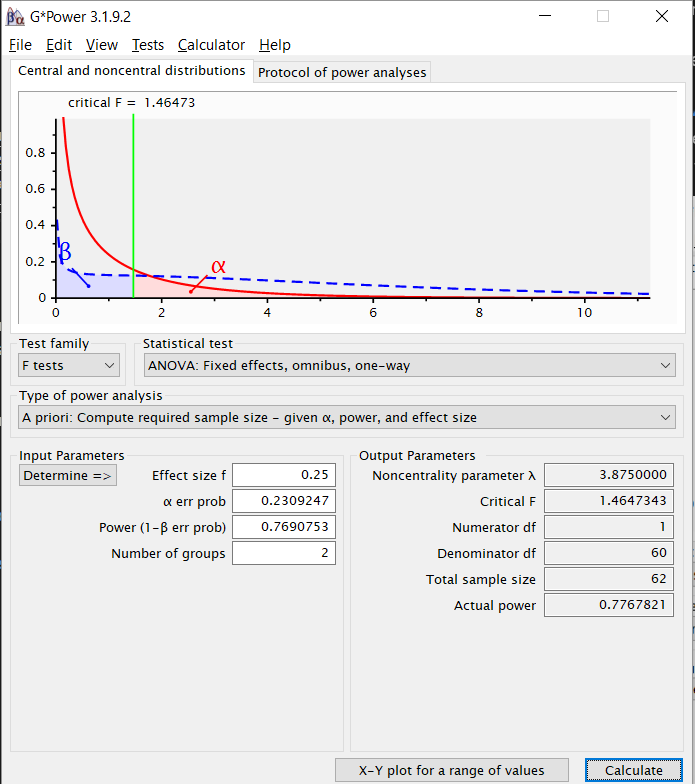 G*Power 3.1.9.2
File Edit View Tests Calculator Help
Central and noncentral distributions Protocol of power analyses
critical F = 1.46473
0.8
0.6
0.4
0.2
0
β
α
0 2 4 6 8 10
Test family
F tests
Statistical test
ANOVA: Fixed effects, omnibus, one-way
Type of power analysis
A priori: Compute required sample size - given α, power, and effect size
Input Parameters
Determine =>
Effect size f 0.25
α err prob 0.2309247
Power (1-β err prob) 0.7690753
Number of groups 2
Output Parameters
Noncentrality parameter λ 3.8750000
Critical F 1.4647343
Numerator df 1
Denominator df 60
Total sample size 62
Actual power 0.7767821
X-Y plot for a range of values
Calculate